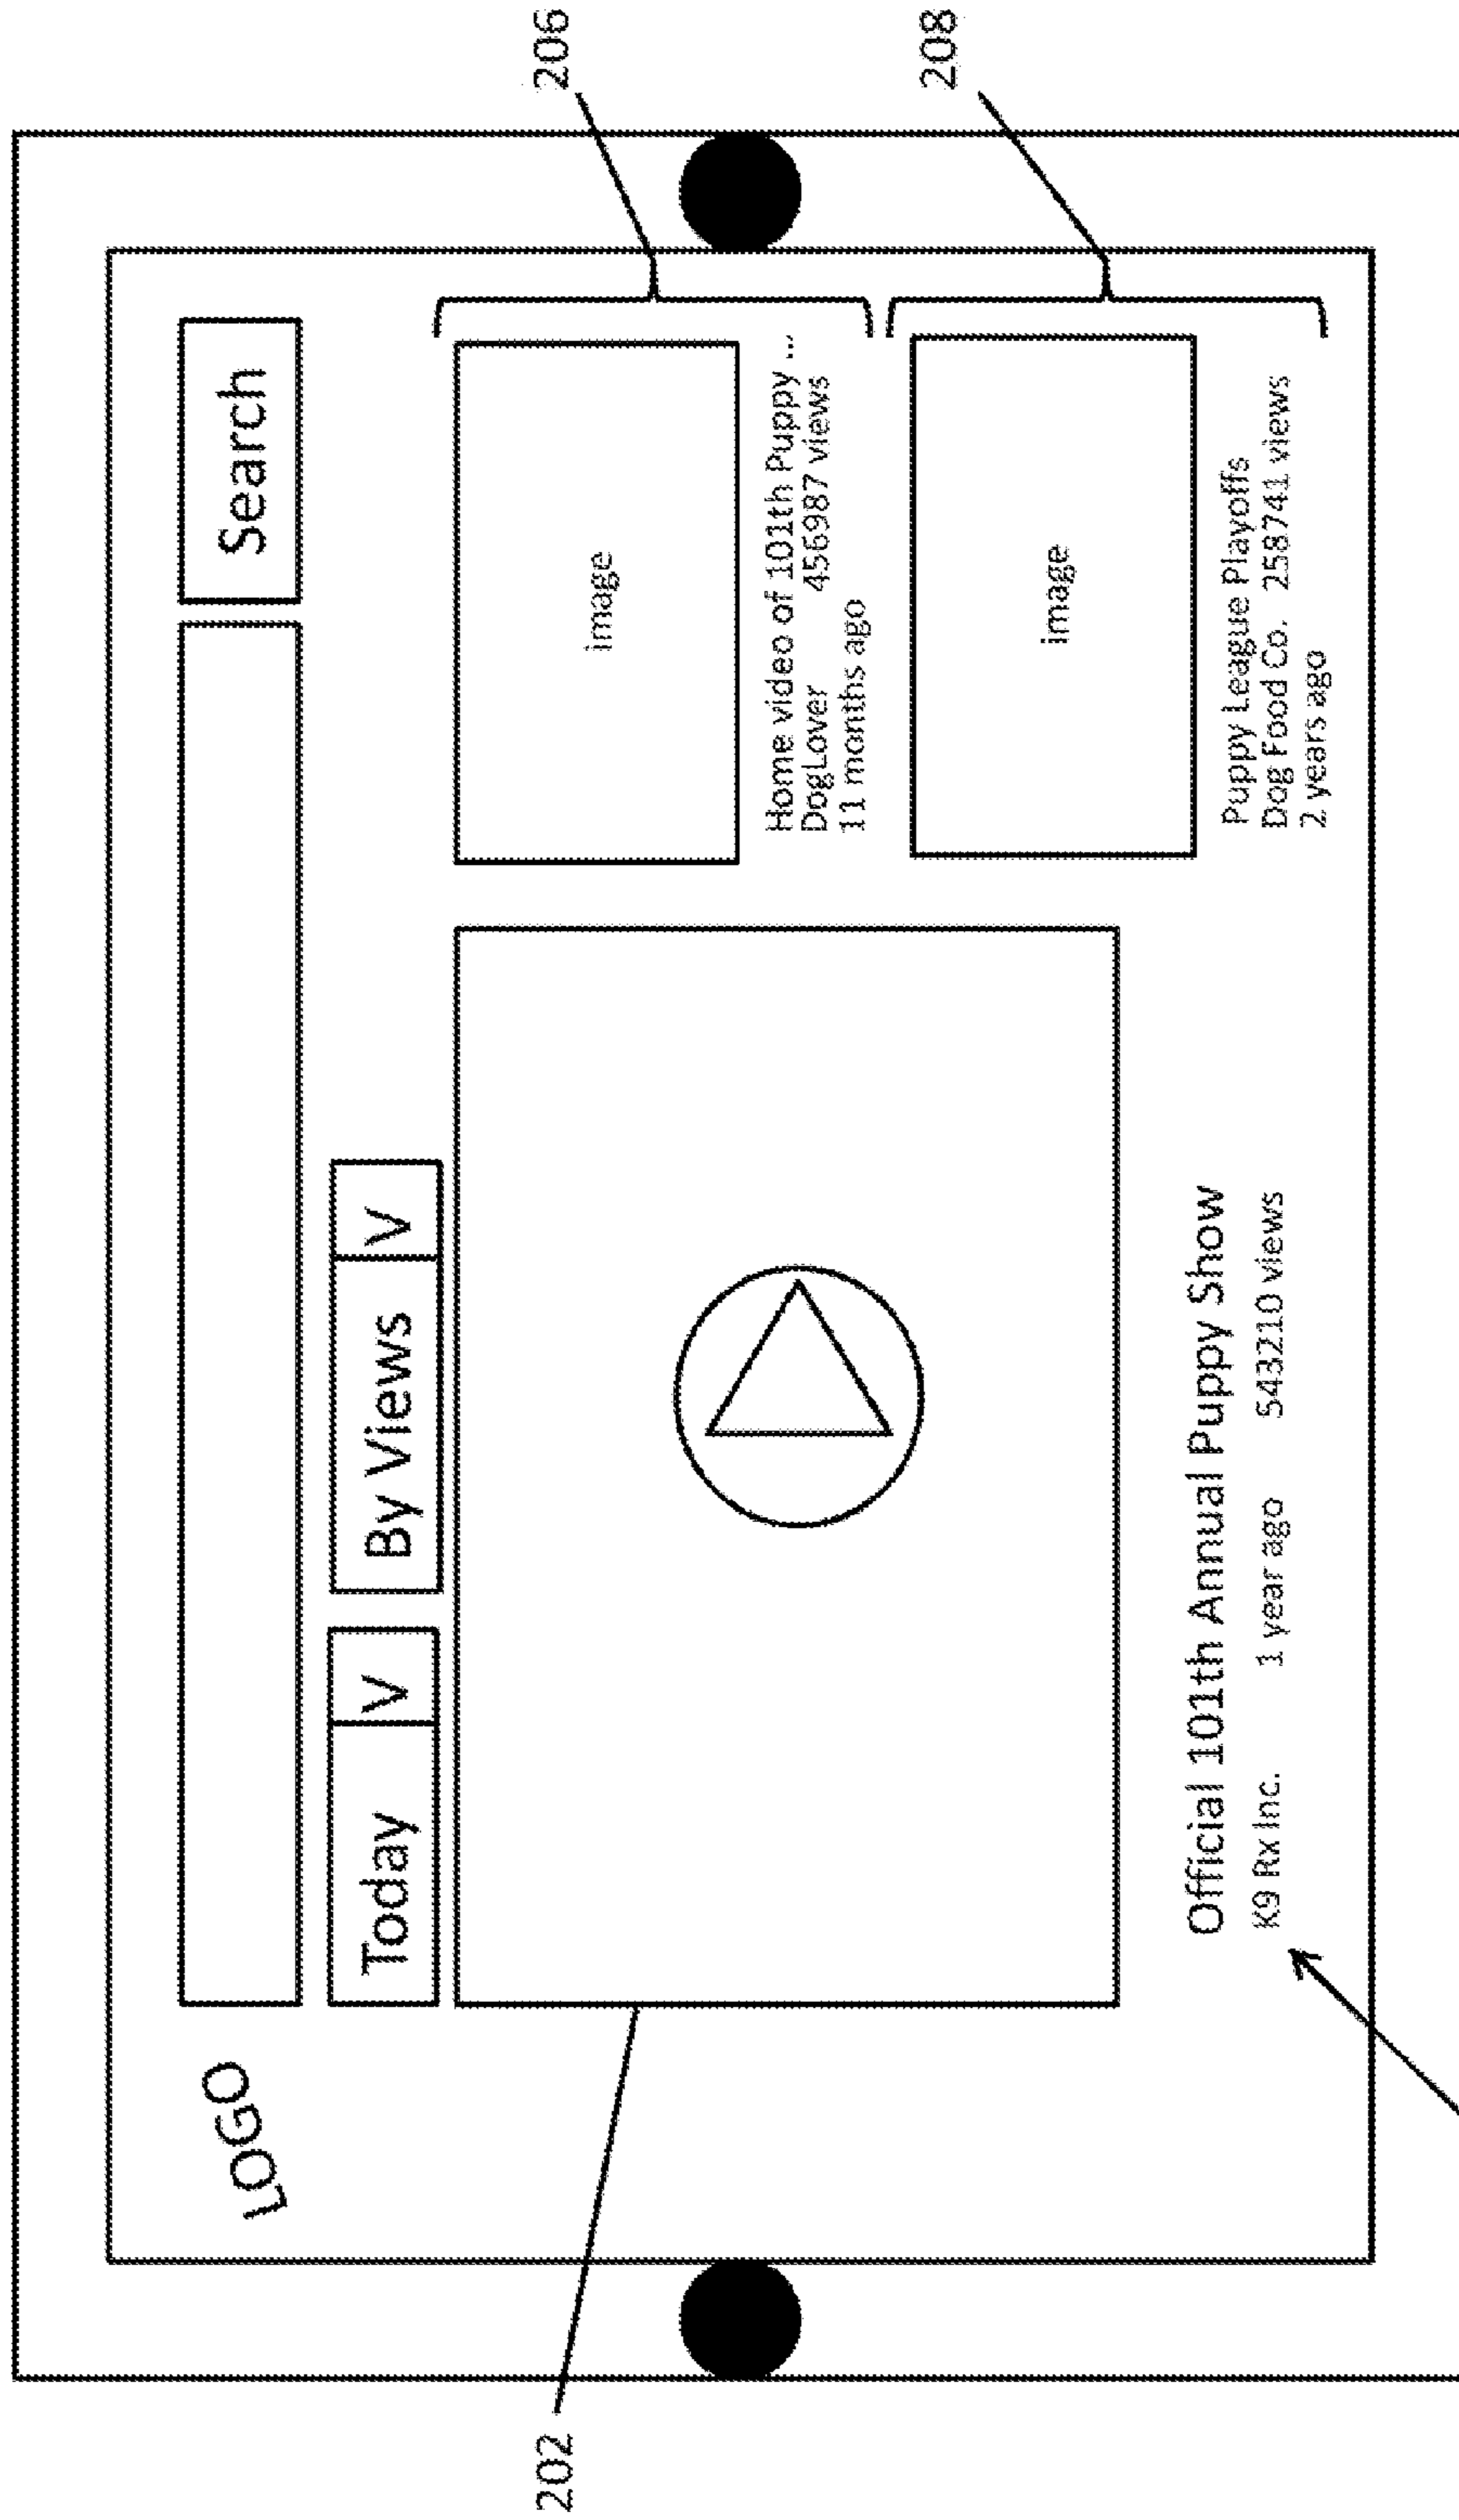 LOGO
Search
Today V
By Views V
202
206
image
Home video of 101th Puppy ...
DogLover 456987 views
11 months ago
208
image
Puppy League Playoffs
Dog Food Co. 258741 views
2 years ago
Official 101th Annual Puppy Show
K9 Rx Inc. 1 year ago 543210 views